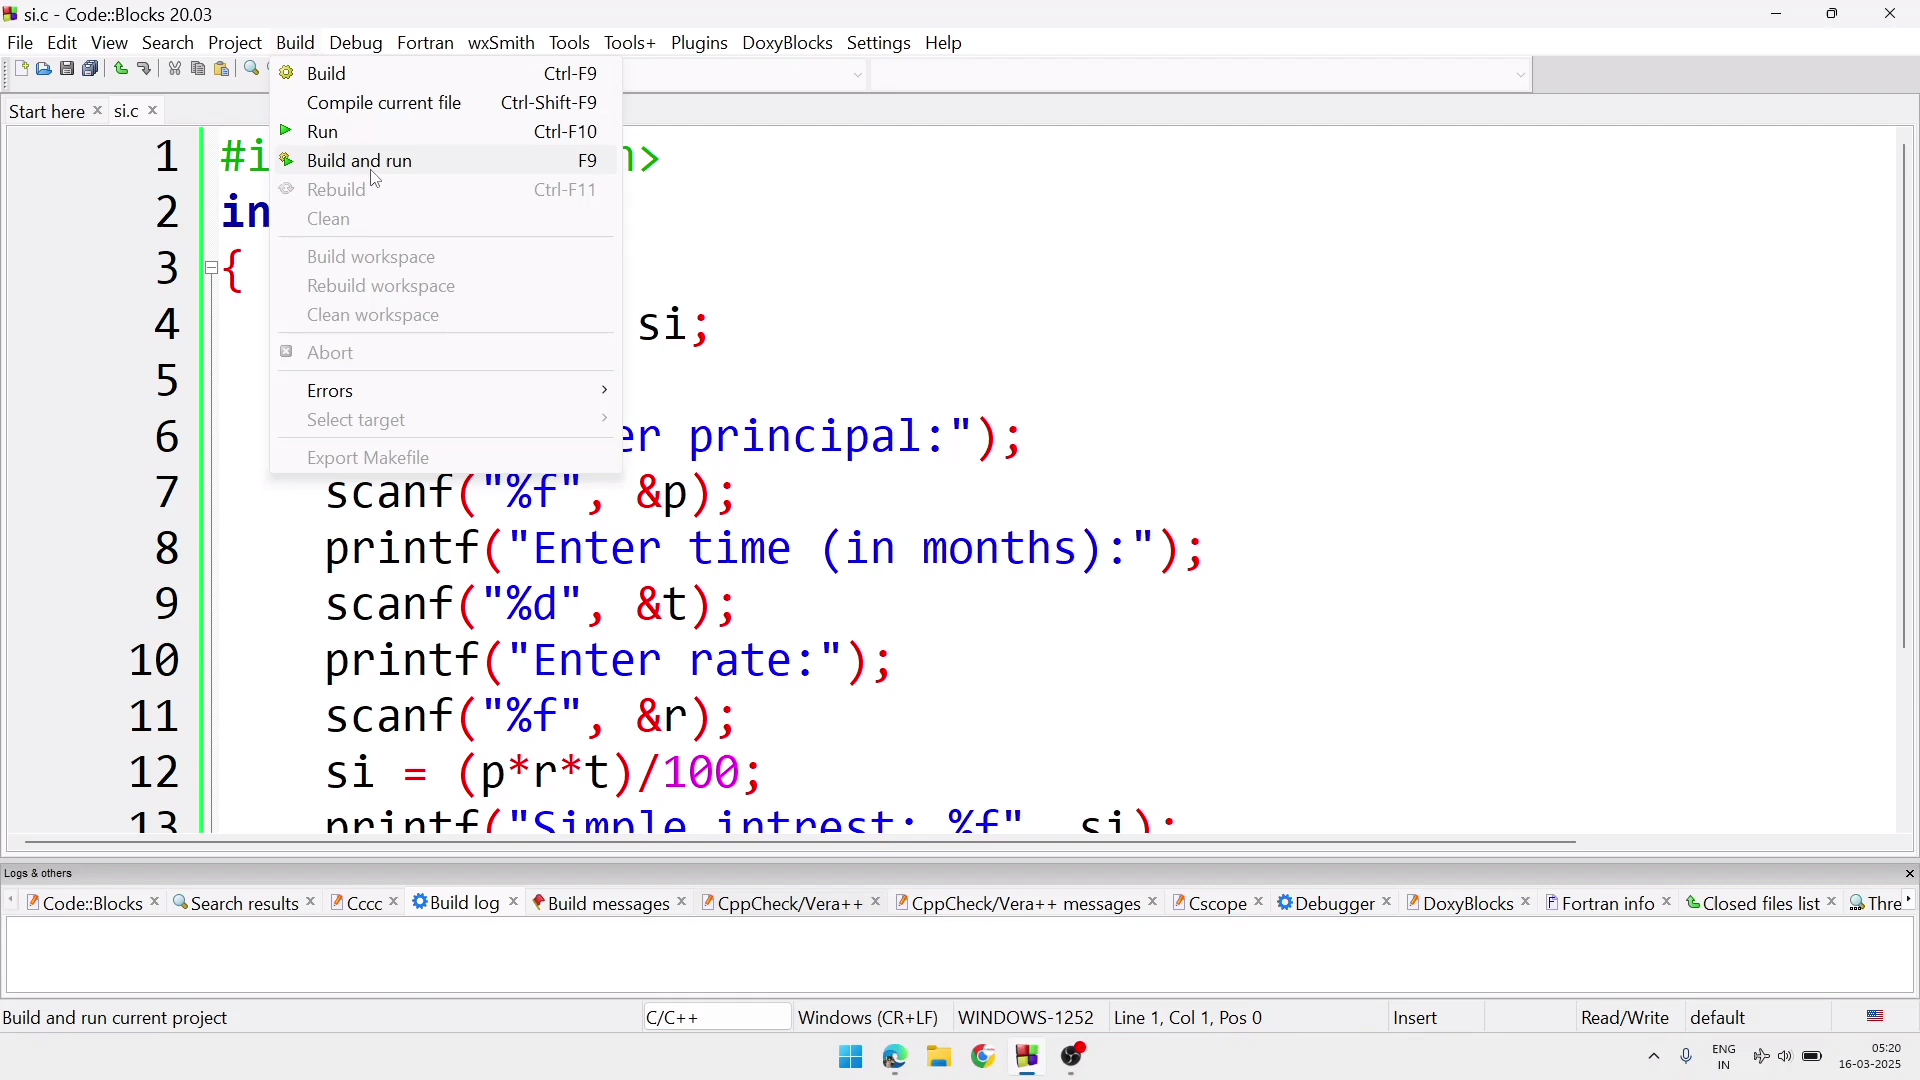 si.c - Code::Blocks 20.03
File Edit View Search Project Build Debug Fortran wxSmith Tools Tools+ Plugins DoxyBlocks Settings Help
Build Ctrl-F9
Compile current file Ctrl-Shift-F9
Run Ctrl-F10
Build and run F9
Rebuild Ctrl-F11
Clean
Build workspace
Rebuild workspace
Clean workspace
Abort
Errors
Select target
Export Makefile
Start here si.c
1 #i >
2 in
3 {
4 si;
5
6 er principal:");
7 scanf("%f", &p);
8 printf("Enter time (in months):");
9 scanf("%d", &t);
10 printf("Enter rate:");
11 scanf("%f", &r);
12 si = (p*r*t)/100;
13 printf("Simple intrest: %f", si);
Logs & others
Code::Blocks Search results Cccc Build log Build messages CppCheck/Vera++ CppCheck/Vera++ messages Cscope Debugger DoxyBlocks Fortran info Closed files list Thre
Build and run current project C/C++ Windows (CR+LF) WINDOWS-1252 Line 1, Col 1, Pos 0 Insert Read/Write default
ENG
IN
05:20
16-03-2025